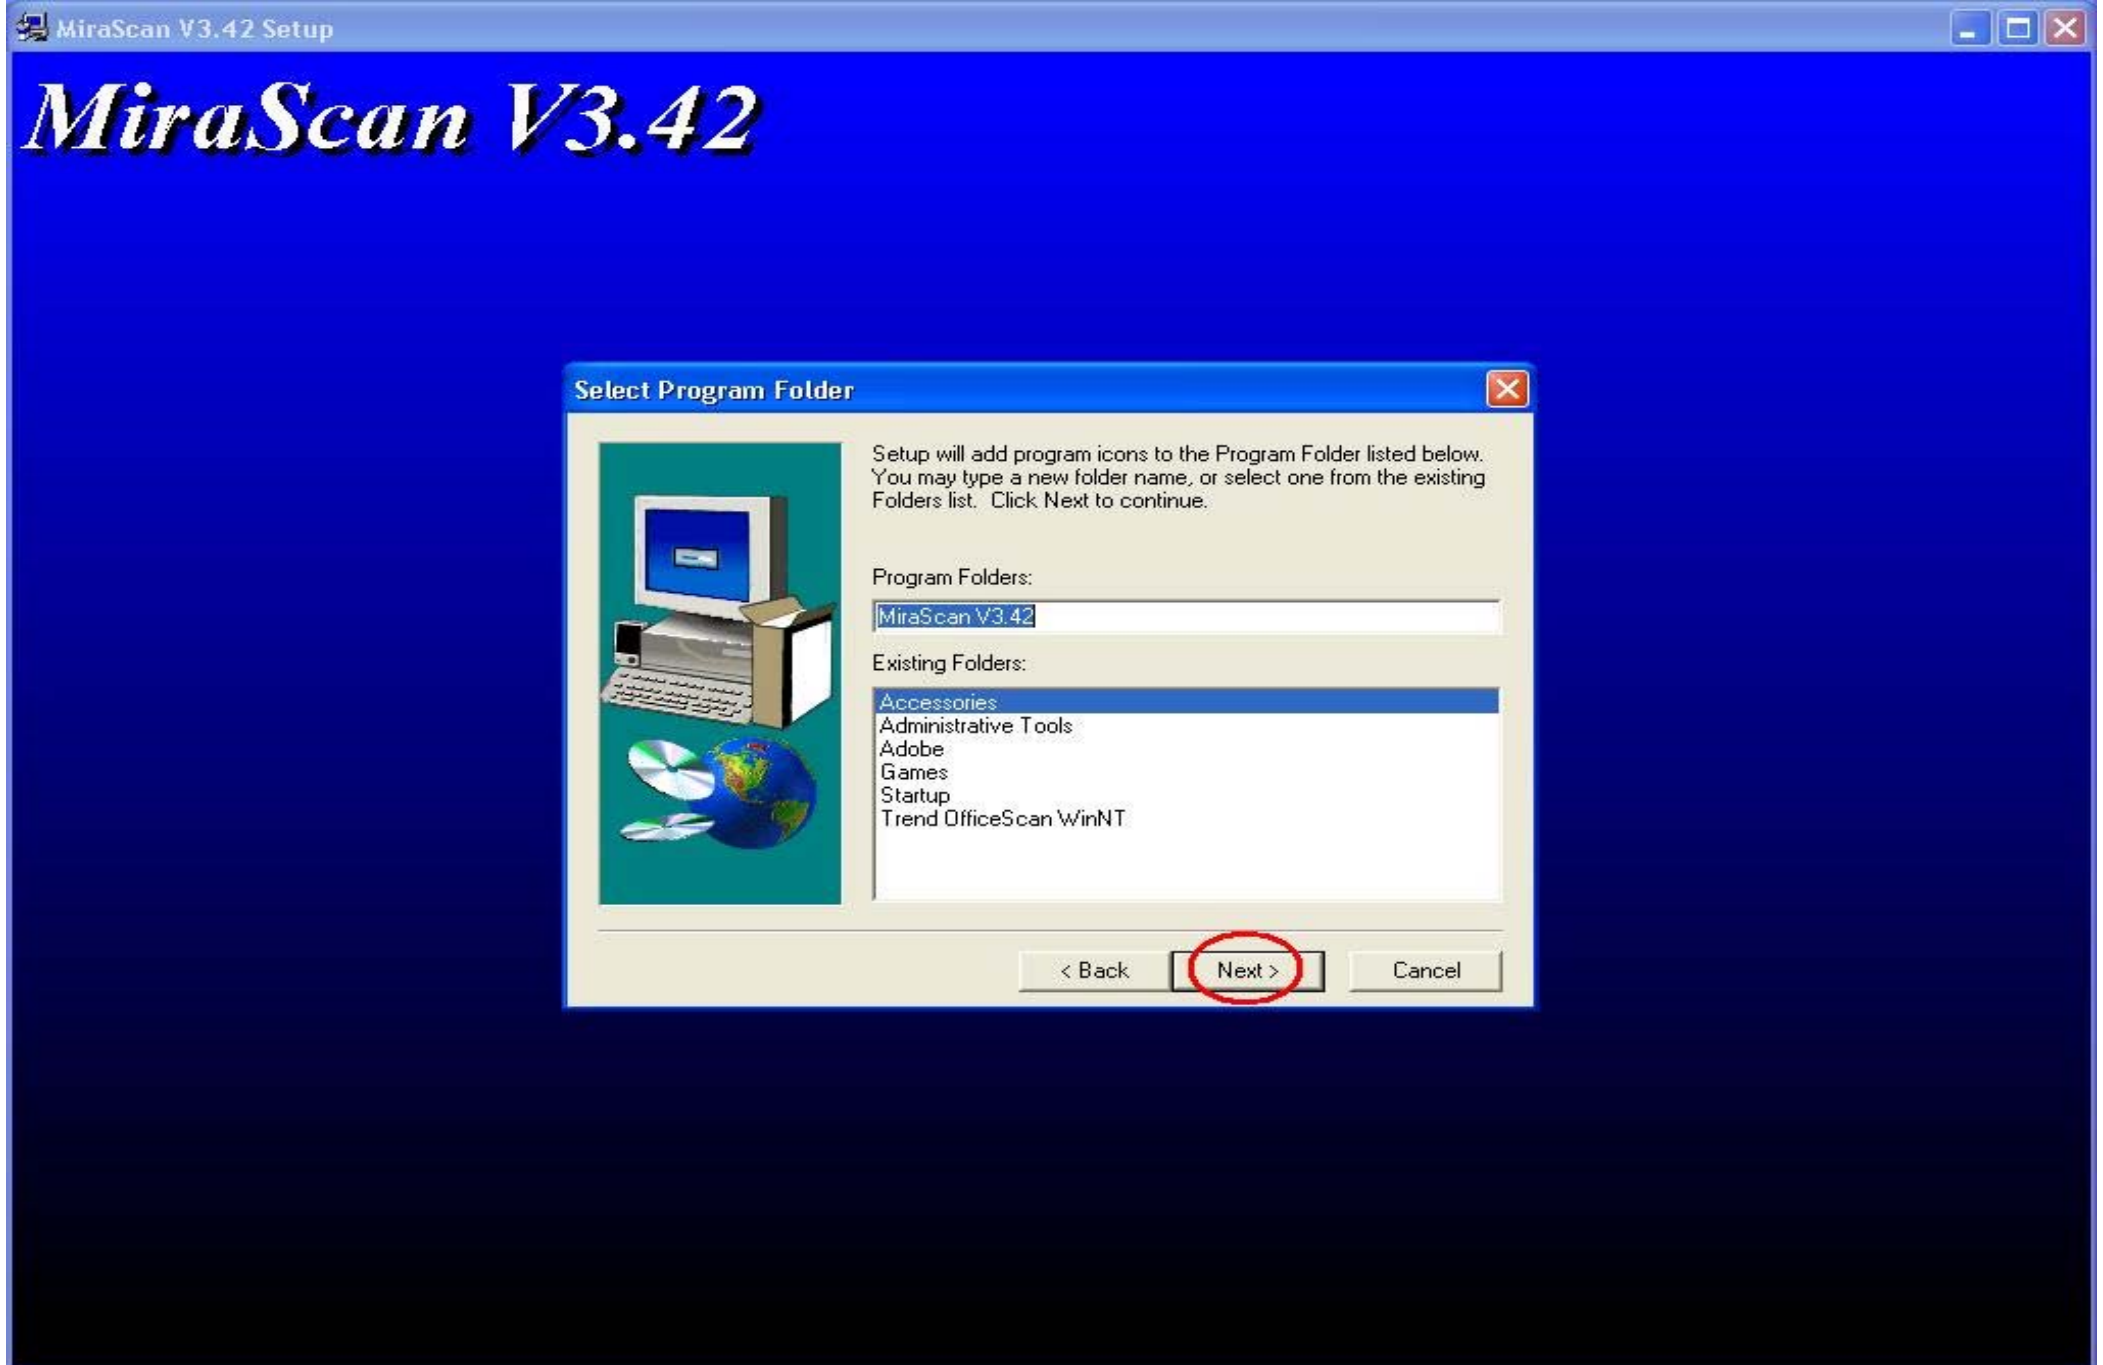 MiraScan V3.42 Setup
MiraScan V3.42
Select Program Folder
Setup will add program icons to the Program Folder listed below.
You may type a new folder name, or select one from the existing
Folders list.  Click Next to continue.
Program Folders:
MiraScan V3.42
Existing Folders:
Accessories
Administrative Tools
Adobe
Games
Startup
Trend OfficeScan WinNT
< Back
Next >
Cancel